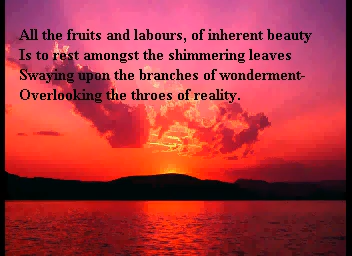 All the fruits and labours, of inherent beauty
Is to rest amongst the shimmering leaves
Swaying upon the branches of wonderment-
Overlooking the throes of reality.